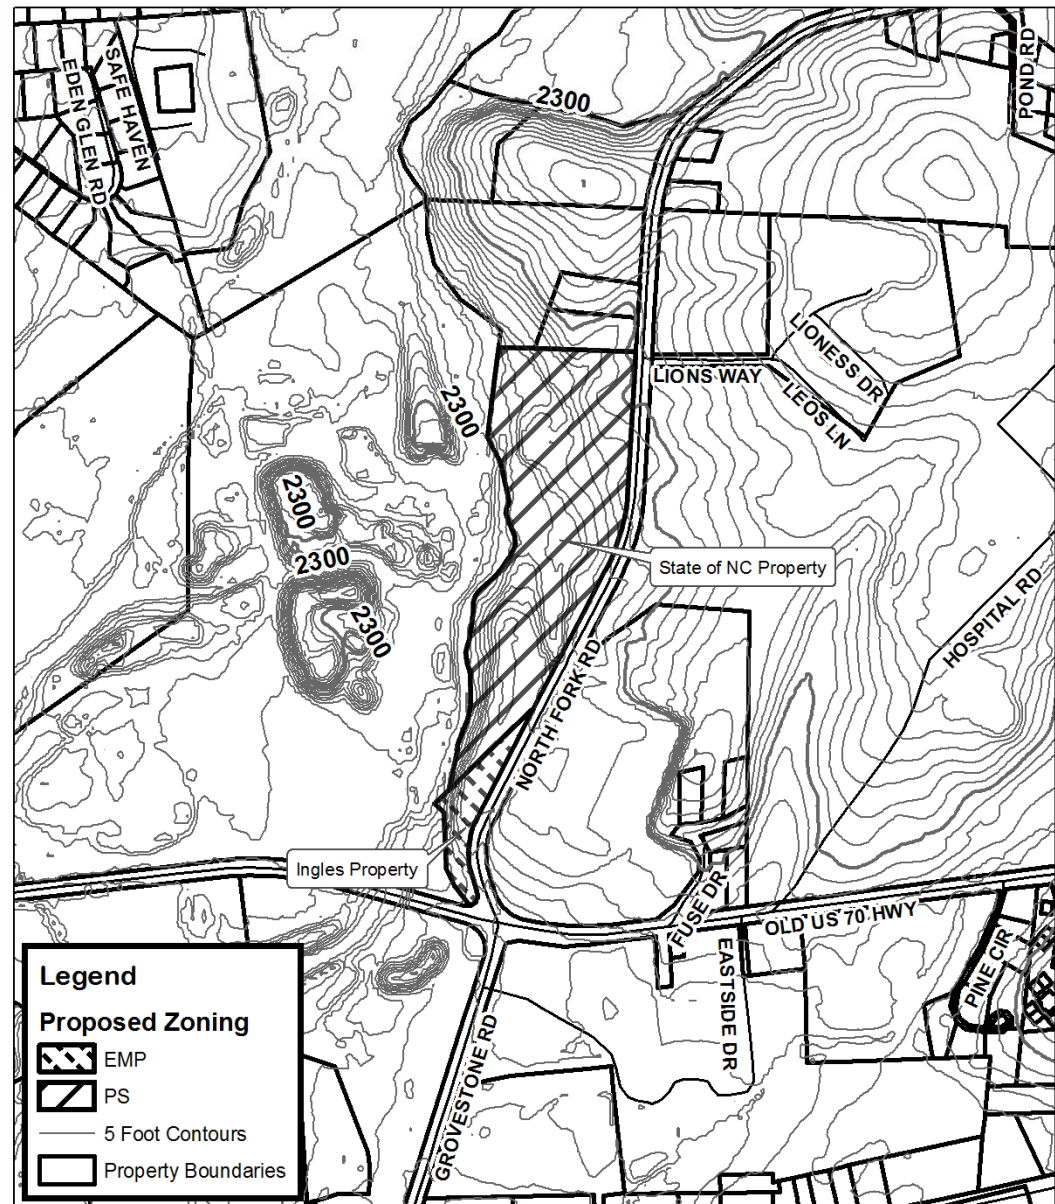 SAFE HAVEN
EDEN GLEN RD
2300
POND RD
LIONESS DR
LIONS WAY
LEOS LN
2300
2300
2300
2300
State of NC Property
HOSPITAL RD
NORTH FORK RD
Ingles Property
FUSE DR
OLD US 70 HWY
EASTSIDE DR
PINE CIR
GROVESTONE RD
Legend
Proposed Zoning
EMP
PS
5 Foot Contours
Property Boundaries